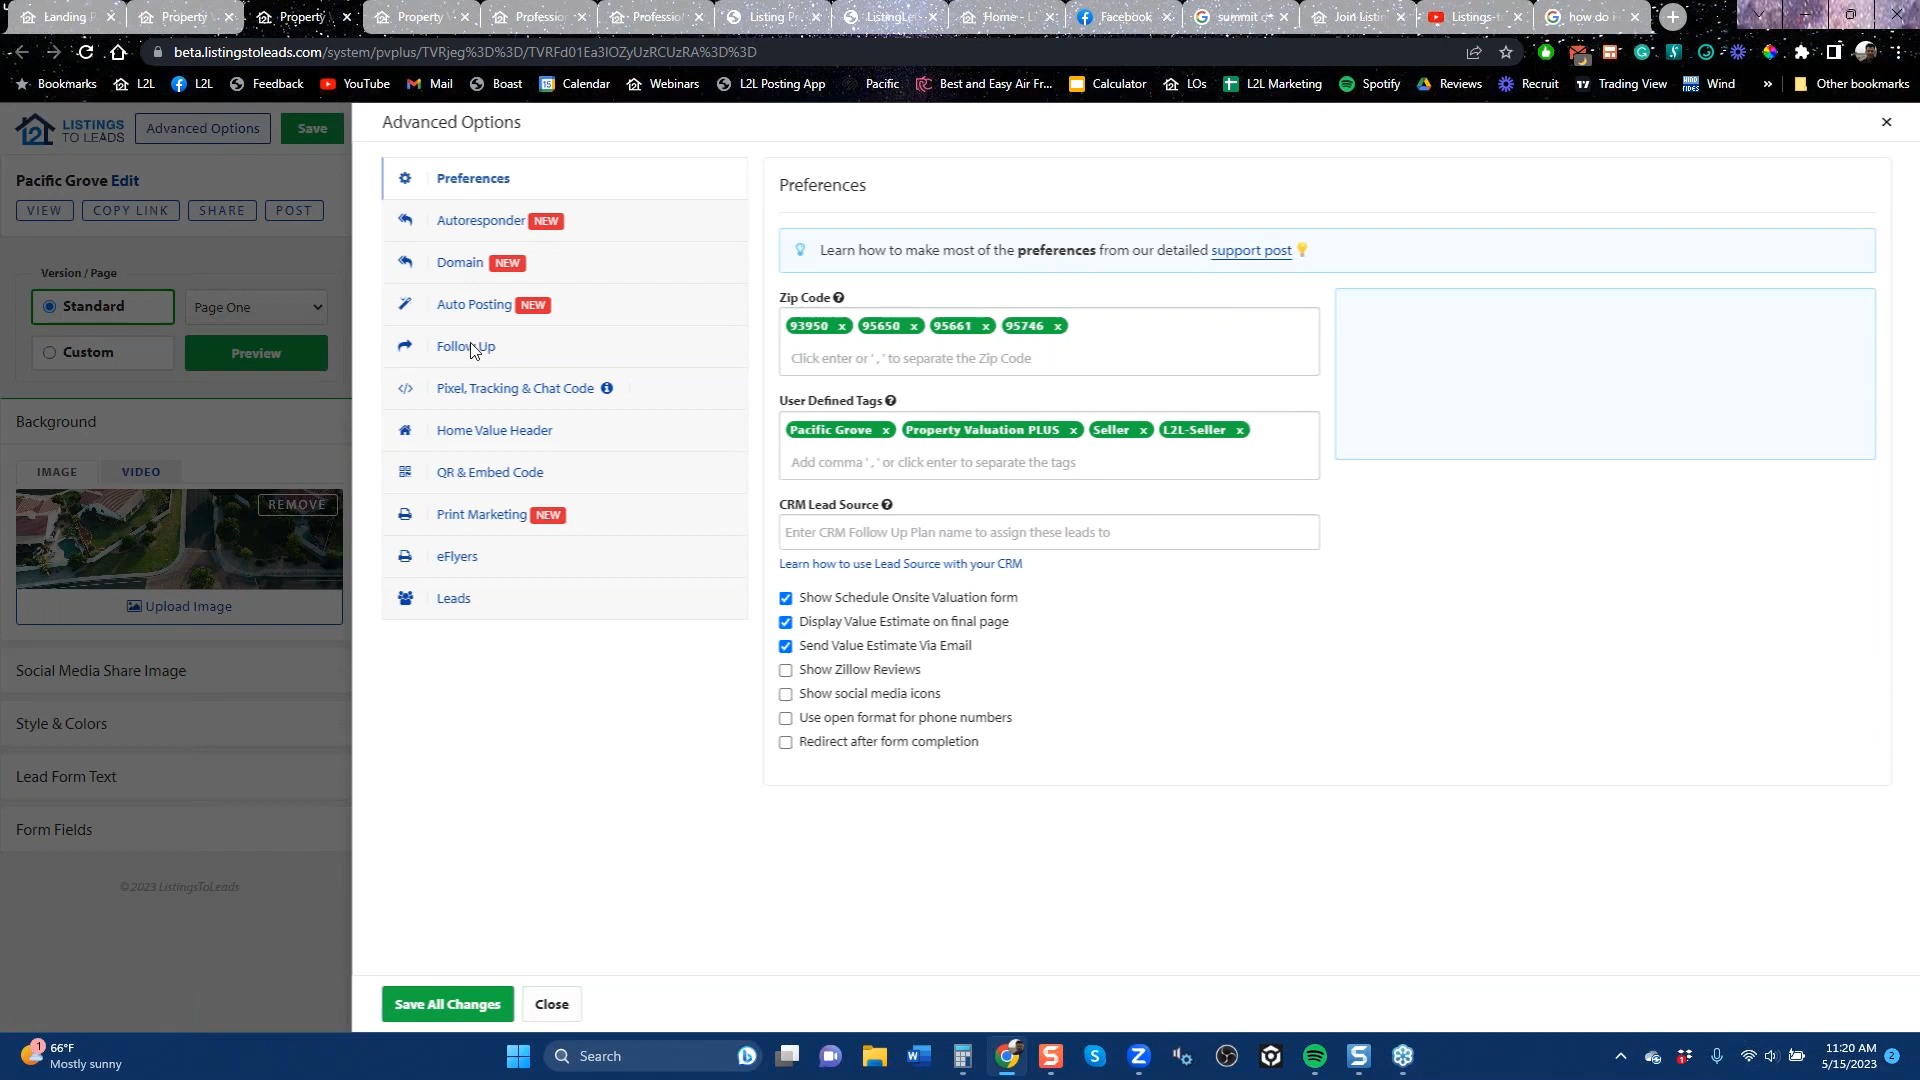 Landing
Property V
Property
Property V
Profession
Profession
Listing Pr
ListingLe
Home - L
Facebook
summit o
Join Listin
Listings-t
how do i
beta.listingstoleads.com/system/pvplus/TVRjeg%3D%3D/TVRFd01Ea3lOZyUzRCUzRA%3D%3D
Bookmarks
L2L
L2L
Feedback
YouTube
Mail
Boast
Calendar
Webinars
L2L Posting App
Pacific
Best and Easy Air Fr...
Calculator
LOs
L2L Marketing
Spotify
Reviews
Recruit
Trading View
Wind
»
Other bookmarks
LISTINGS TO LEADS
Advanced Options
Save
Pacific Grove Edit
VIEW
COPY LINK
SHARE
POST
Version / Page
Standard
Page One
Custom
Preview
Background
IMAGE
VIDEO
REMOVE
Upload Image
Social Media Share Image
Style & Colors
Lead Form Text
Form Fields
©2023 ListingsToLeads
Advanced Options
Preferences
Autoresponder NEW
Domain NEW
Auto Posting NEW
Follow Up
Pixel, Tracking & Chat Code
Home Value Header
QR & Embed Code
Print Marketing NEW
eFlyers
Leads
Preferences
Learn how to make most of the preferences from our detailed support post
Zip Code
93950 x 95650 x 95661 x 95746 x
Click enter or ' , ' to separate the Zip Code
User Defined Tags
Pacific Grove x Property Valuation PLUS x Seller x L2L-Seller x
Add comma ' , ' or click enter to separate the tags
CRM Lead Source
Enter CRM Follow Up Plan name to assign these leads to
Learn how to use Lead Source with your CRM
Show Schedule Onsite Valuation form
Display Value Estimate on final page
Send Value Estimate Via Email
Show Zillow Reviews
Show social media icons
Use open format for phone numbers
Redirect after form completion
Save All Changes
Close
1
66°F
Mostly sunny
Search
11:20 AM
5/15/2023
2